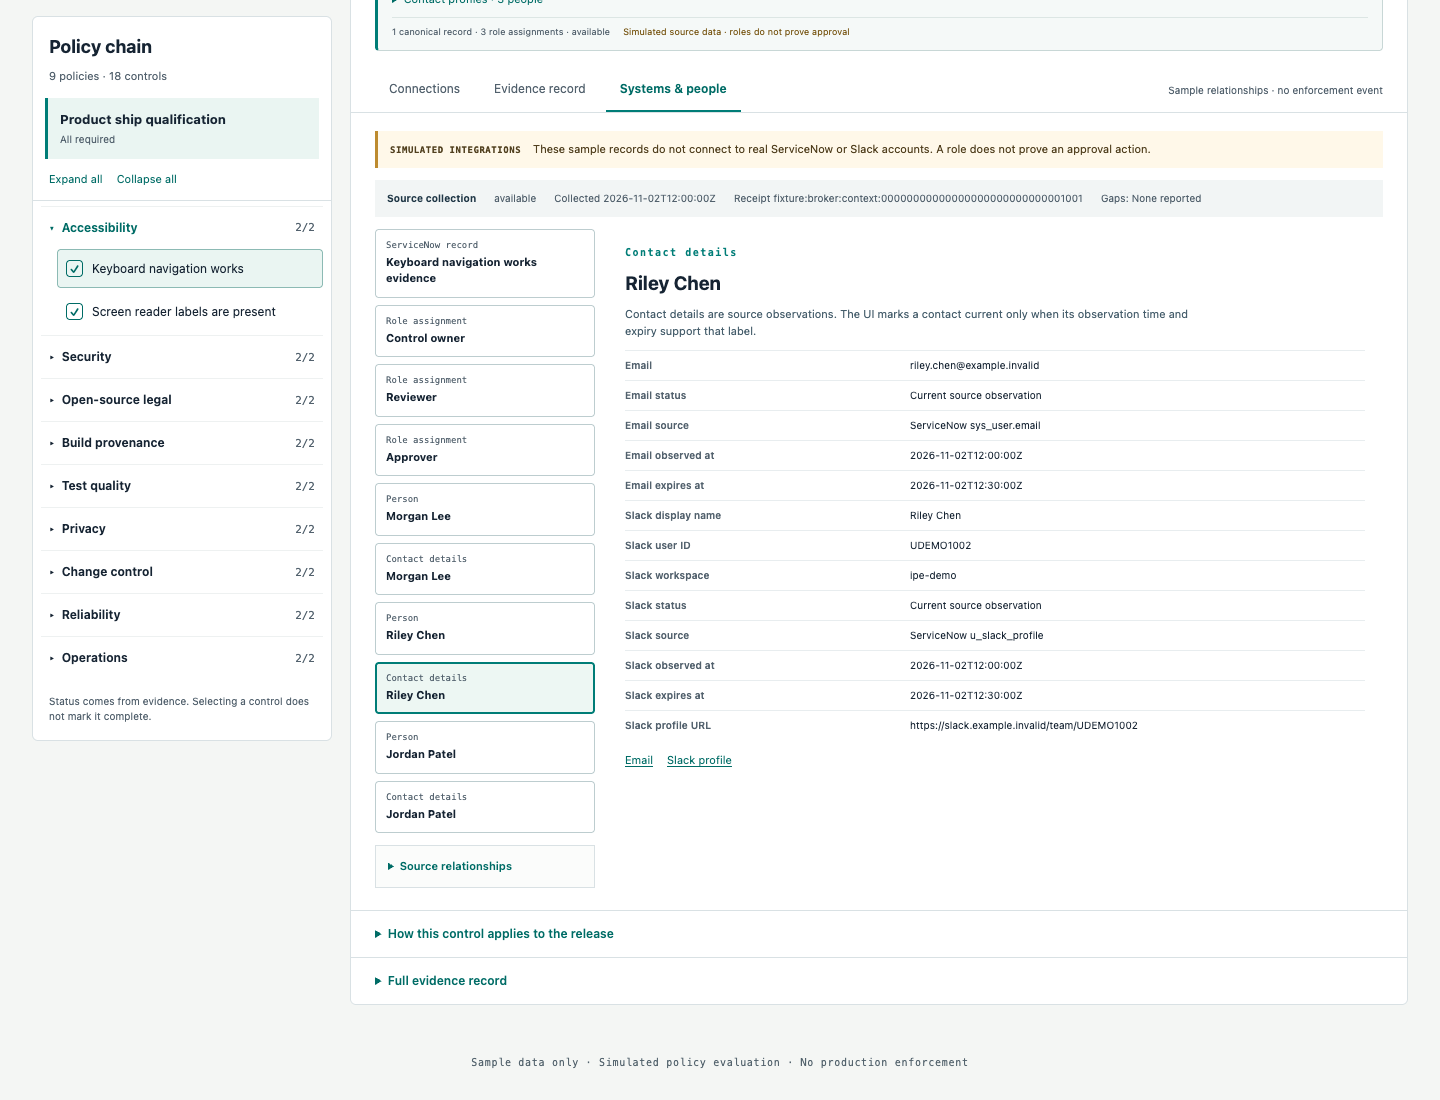 Policy chain
9 policies · 18 controls
Product ship qualification
All required
Expand all Collapse all
Accessibility 2/2
Keyboard navigation works
Screen reader labels are present
Security 2/2
Open-source legal 2/2
Build provenance 2/2
Test quality 2/2
Privacy 2/2
Change control 2/2
Reliability 2/2
Operations 2/2
Status comes from evidence. Selecting a control does
not mark it complete.
Contact profiles · 3 people
1 canonical record · 3 role assignments · available Simulated source data · roles do not prove approval
Connections Evidence record Systems & people Sample relationships · no enforcement event
SIMULATED INTEGRATIONS These sample records do not connect to real ServiceNow or Slack accounts. A role does not prove an approval action.
Source collection available Collected 2026-11-02T12:00:00Z Receipt fixture:broker:context:00000000000000000000000000001001 Gaps: None reported
ServiceNow record
Keyboard navigation works
evidence
Role assignment
Control owner
Role assignment
Reviewer
Role assignment
Approver
Person
Morgan Lee
Contact details
Morgan Lee
Person
Riley Chen
Contact details
Riley Chen
Person
Jordan Patel
Contact details
Jordan Patel
Source relationships
Contact details
Riley Chen
Contact details are source observations. The UI marks a contact current only when its observation time and
expiry support that label.
Email riley.chen@example.invalid
Email status Current source observation
Email source ServiceNow sys_user.email
Email observed at 2026-11-02T12:00:00Z
Email expires at 2026-11-02T12:30:00Z
Slack display name Riley Chen
Slack user ID UDEMO1002
Slack workspace ipe-demo
Slack status Current source observation
Slack source ServiceNow u_slack_profile
Slack observed at 2026-11-02T12:00:00Z
Slack expires at 2026-11-02T12:30:00Z
Slack profile URL https://slack.example.invalid/team/UDEMO1002
Email Slack profile
How this control applies to the release
Full evidence record
Sample data only · Simulated policy evaluation · No production enforcement